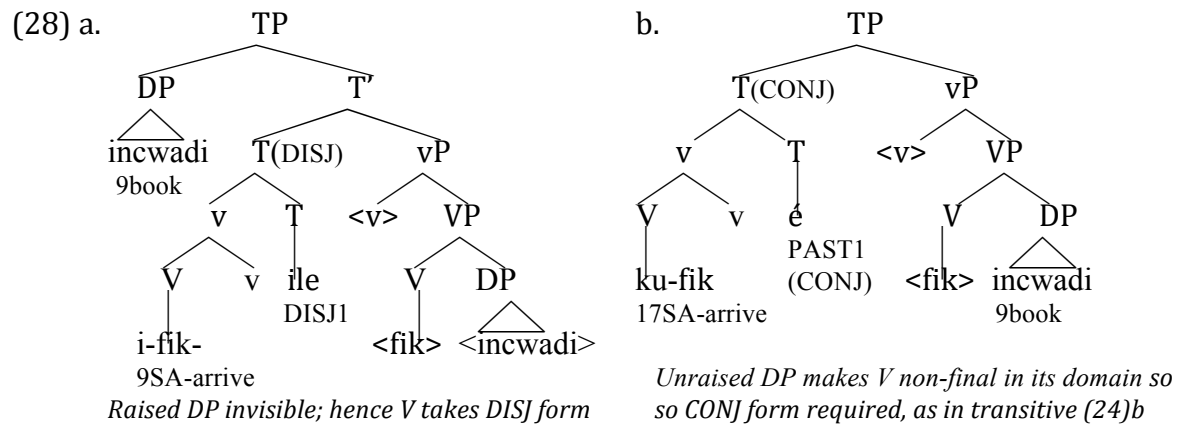 (28) a. TP b. TP
DP T’ T(CONJ) vP
incwadi T(DISJ) vP v T <v> VP
9book
v T <v> VP V v é V DP
PAST1
V v ile V DP ku-fik (CONJ) <fik> incwadi
DISJ1 17SA-arrive 9book
i-fik- <fik> <incwadi>
9SA-arrive
Raised DP invisible; hence V takes DISJ form
Unraised DP makes V non-final in its domain so
so CONJ form required, as in transitive (24)b